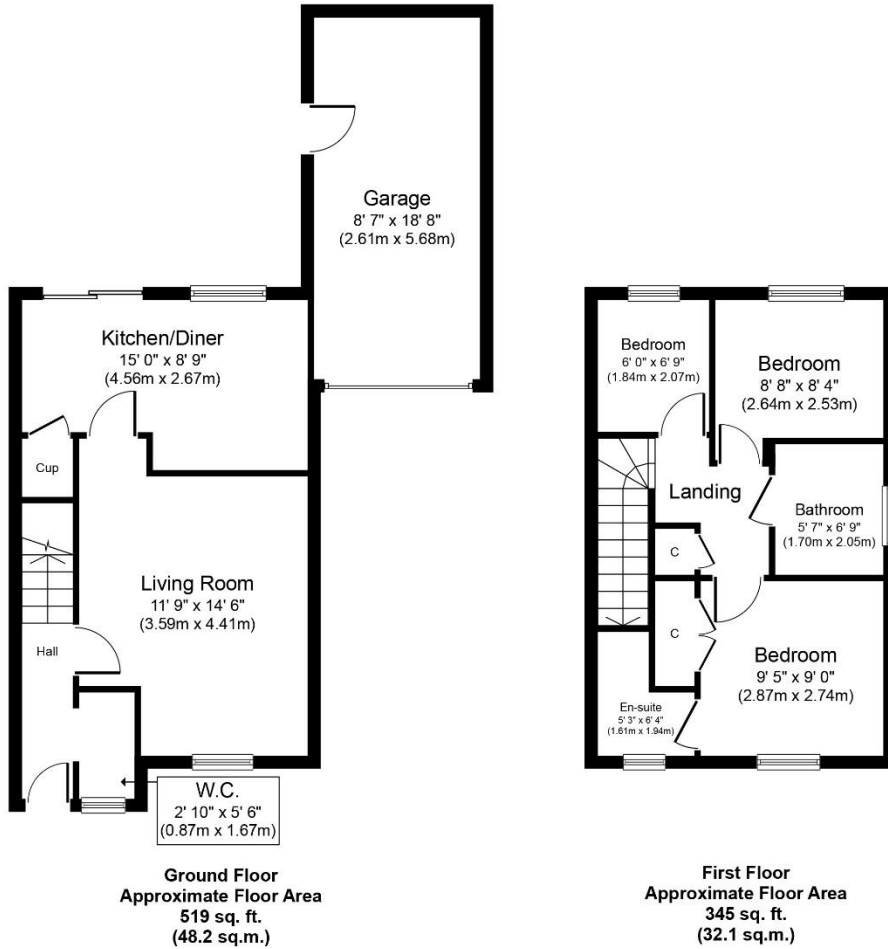 Garage
8' 7" x 18' 8"
(2.61m x 5.68m)
Kitchen/Diner
15' 0" x 8' 9"
(4.56m x 2.67m)
Cup
Living Room
11' 9" x 14' 6"
(3.59m x 4.41m)
Hall
W.C.
2' 10" x 5' 6"
(0.87m x 1.67m)
Ground Floor
Approximate Floor Area
519 sq. ft.
(48.2 sq.m.)
Bedroom
6' 0" x 6' 9"
(1.84m x 2.07m)
Bedroom
8' 8" x 8' 4"
(2.64m x 2.53m)
Landing
Bathroom
5' 7" x 6' 9"
(1.70m x 2.05m)
C
C
Bedroom
9' 5" x 9' 0"
(2.87m x 2.74m)
En-suite
5' 3" x 6' 4"
(1.61m x 1.94m)
First Floor
Approximate Floor Area
345 sq. ft.
(32.1 sq.m.)